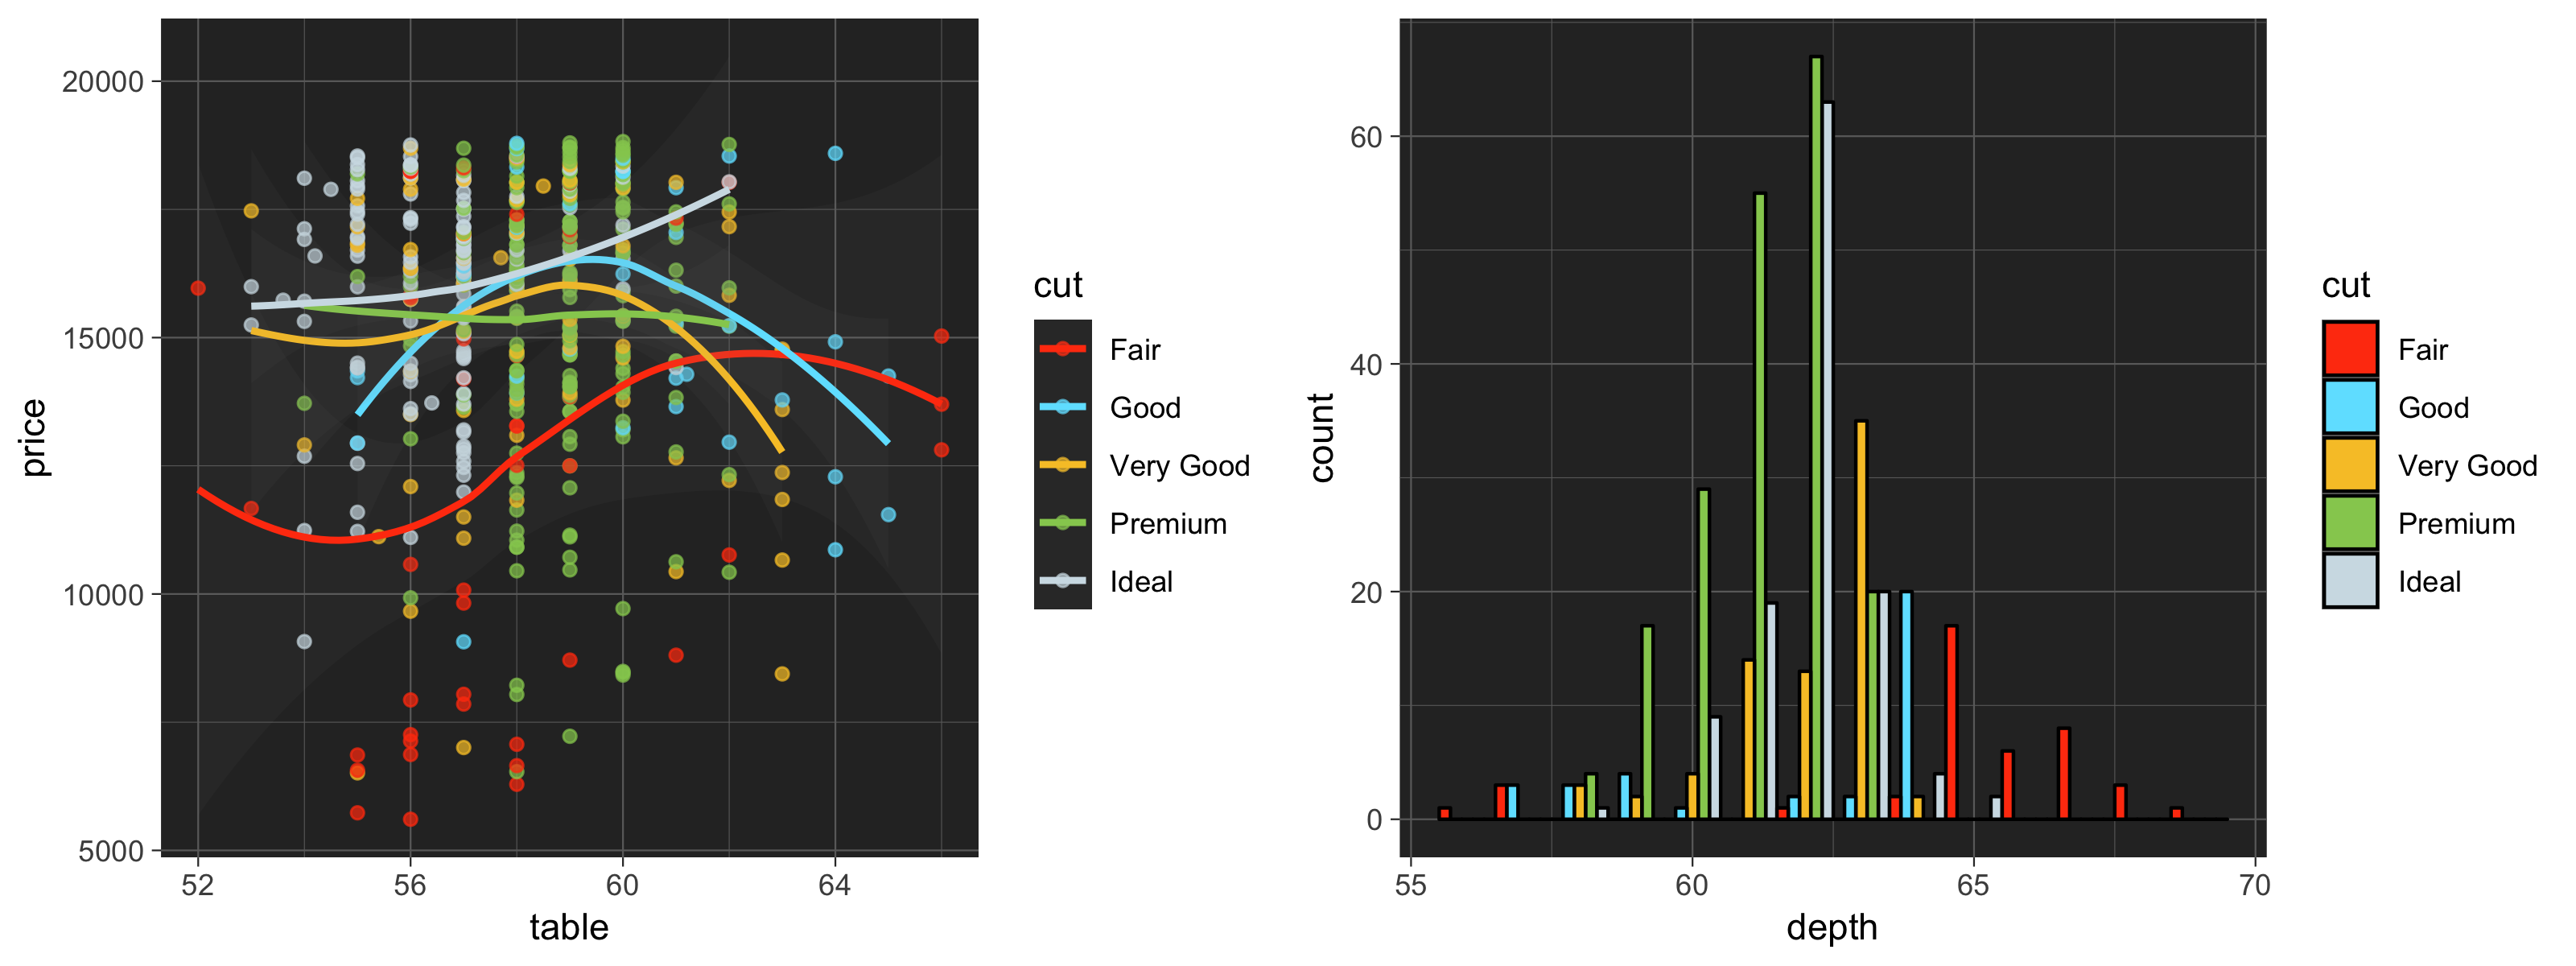 price
20000
15000
10000
5000
52 56 60 64
table
cut
Fair
Good
Very Good
Premium
Ideal
count
60
40
20
0
55 60 65 70
depth
cut
Fair
Good
Very Good
Premium
Ideal